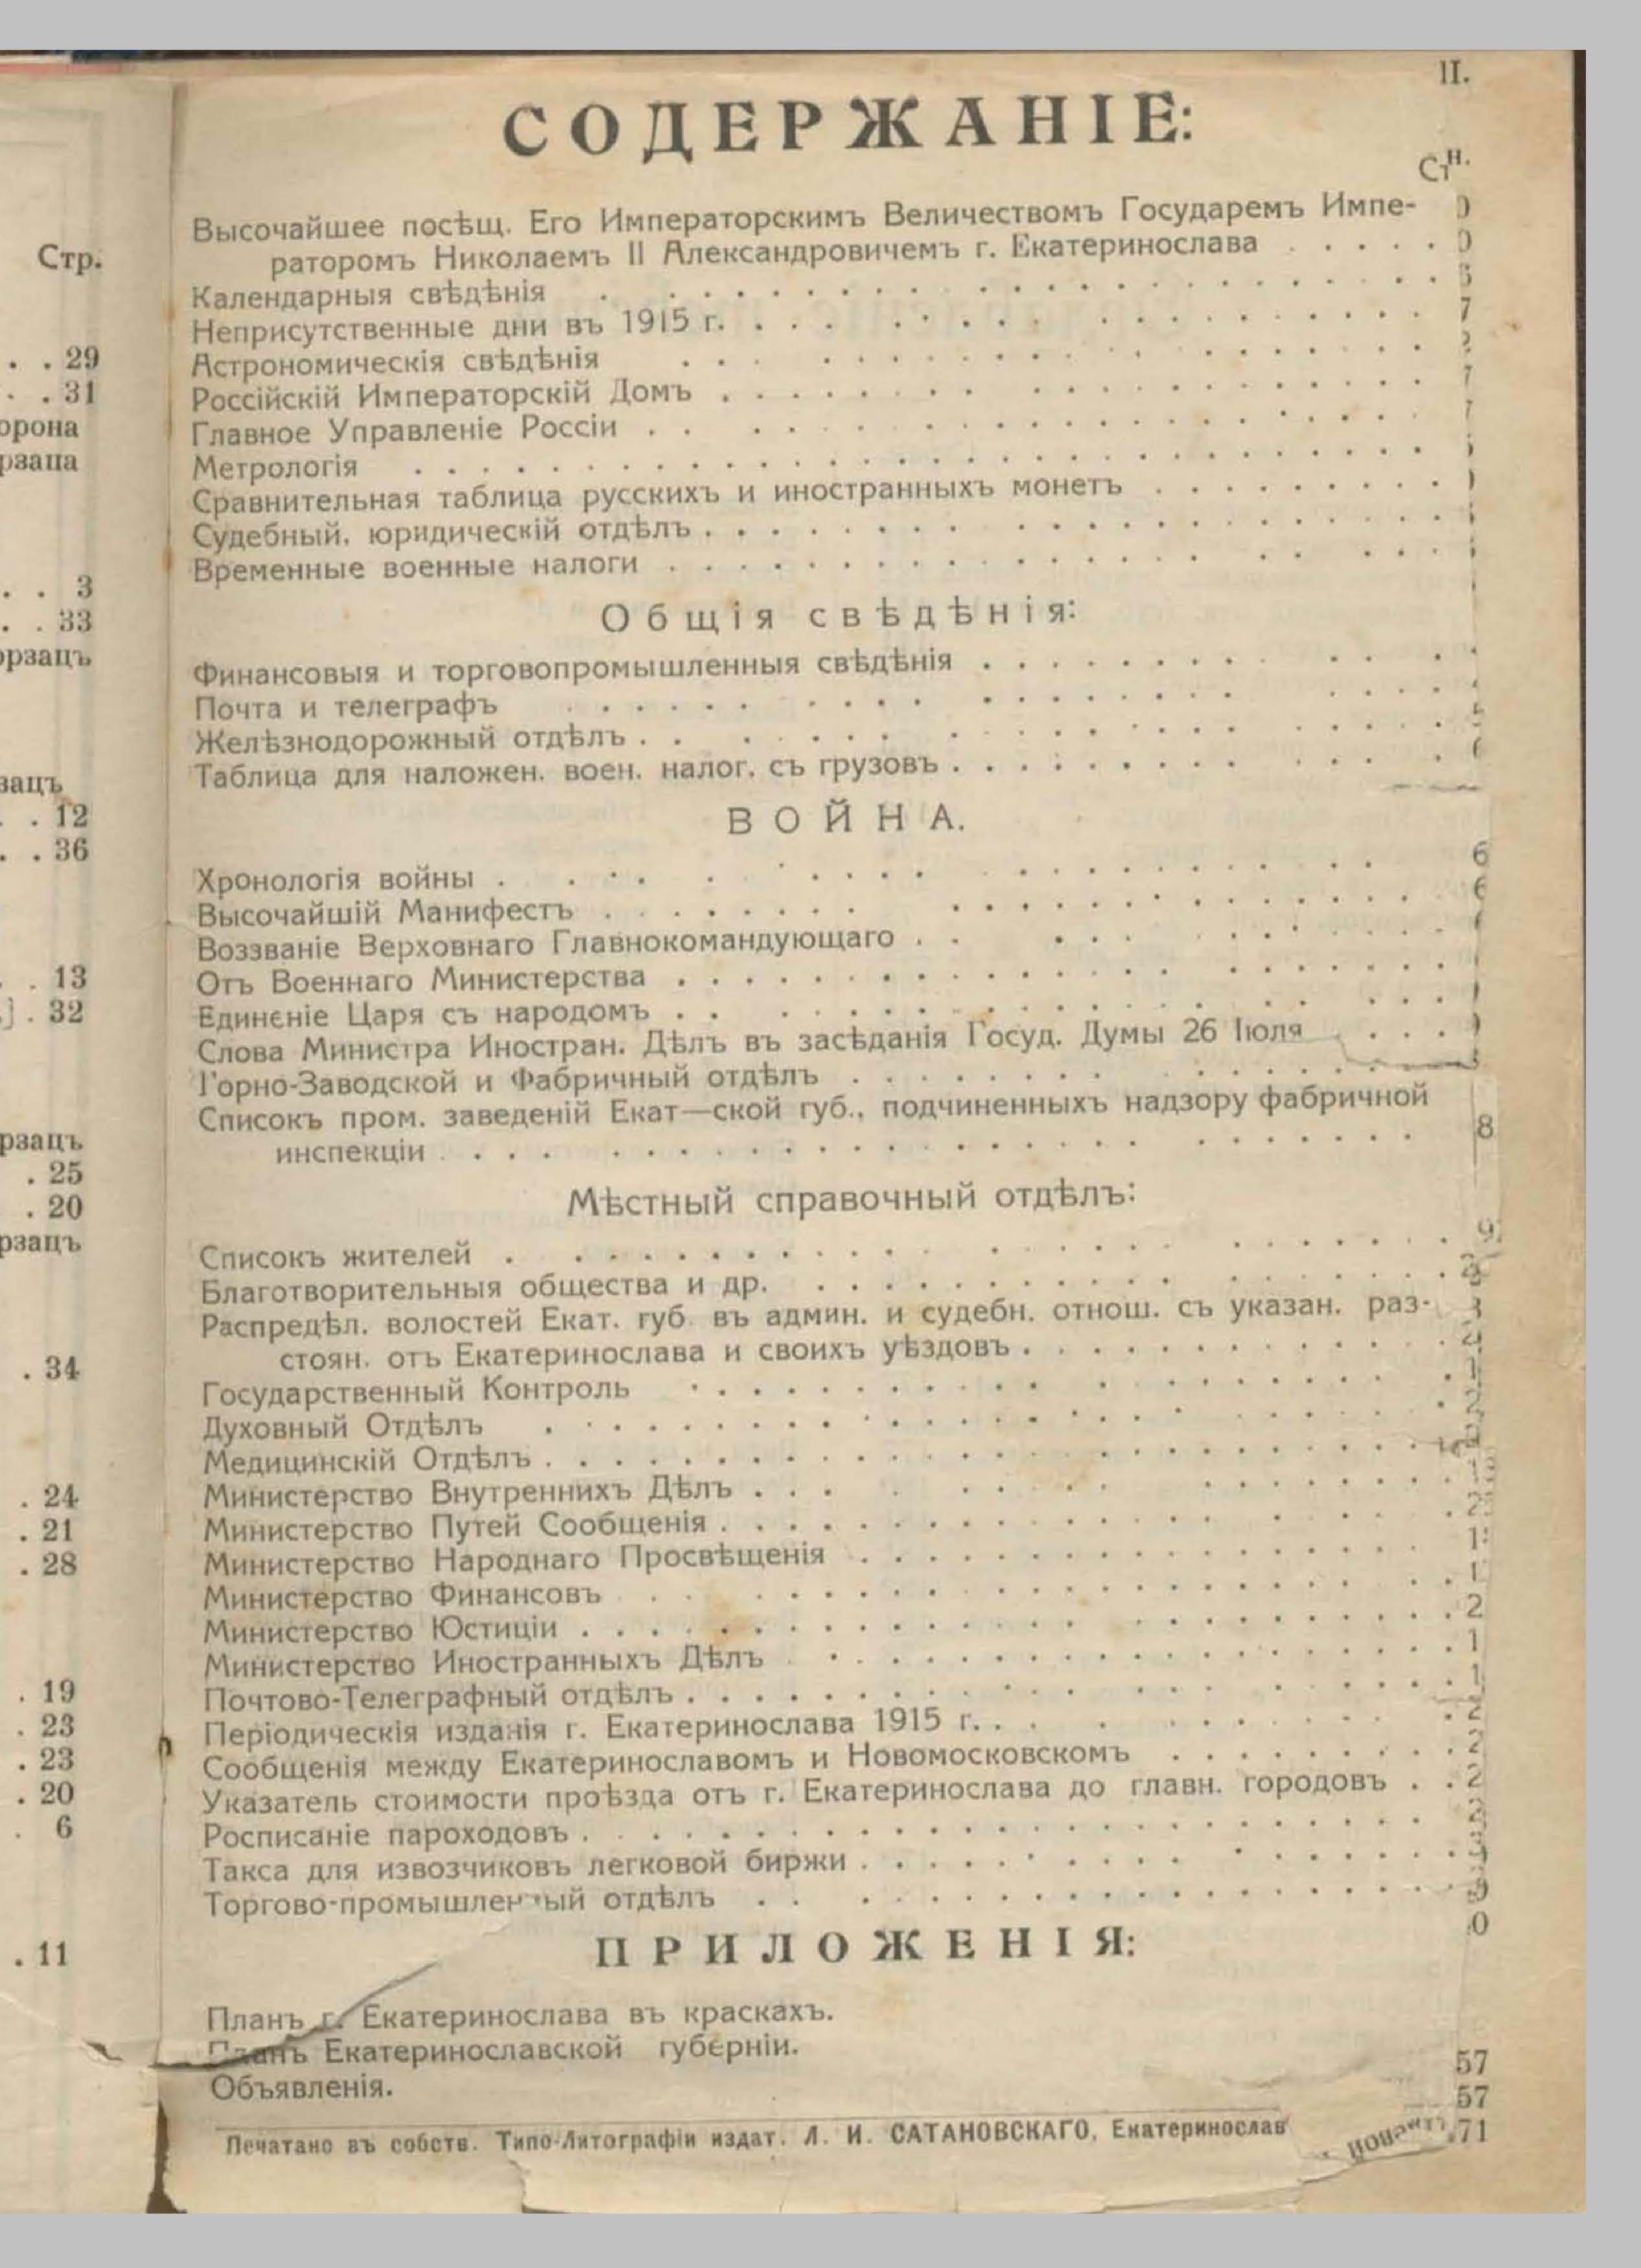 II.
СОДЕРЖАНІЕ:
Высочайшее посѣщ. Его Императорскимъ Величествомъ Государемъ Импе-
раторомъ Николаемъ II Александровичемъ г. Екатеринослава
Календарныя свѣдѣнія
Неприсутственные дни въ 1915 г.
Астрономическія свѣдѣнія
Россійскій Императорскій Домъ
Главное Управленіе Россіи
Метрологія
Сравнительная таблица русскихъ и иностранныхъ монетъ
Судебный, юридическій отдѣлъ
Временные военные налоги
Общія свѣдѣнія:
Финансовыя и торговопромышленныя свѣдѣнія
Почта и телеграфъ
Желѣзнодорожный отдѣлъ
Таблица для наложен. воен. налог. съ грузовъ
ВОЙНА.
Хронологія войны
Высочайшій Манифестъ
Воззваніе Верховнаго Главнокомандующаго
Отъ Военнаго Министерства
Единеніе Царя съ народомъ
Слова Министра Иностран. Дѣлъ въ засѣданія Госуд. Думы 26 Іюля
Горно-Заводской и Фабричный отдѣлъ
Списокъ пром. заведеній Екат—ской губ., подчиненныхъ надзору фабричной
инспекціи
Мѣстный справочный отдѣлъ:
Списокъ жителей
Благотворительныя общества и др.
Распредѣл. волостей Екат. губ. въ админ. и судебн. отнош. съ указан. раз-
стоян. отъ Екатеринослава и своихъ уѣздовъ
Государственный Контроль
Духовный Отдѣлъ
Медицинскій Отдѣлъ
Министерство Внутреннихъ Дѣлъ
Министерство Путей Сообщенія
Министерство Народнаго Просвѣщенія
Министерство Финансовъ
Министерство Юстиціи
Министерство Иностранныхъ Дѣлъ
Почтово-Телеграфный отдѣлъ
Періодическія изданія г. Екатеринослава 1915 г.
Сообщенія между Екатеринославомъ и Новомосковскомъ
Указатель стоимости проѣзда отъ г. Екатеринослава до главн. городовъ
Росписаніе пароходовъ
Такса для извозчиковъ легковой биржи
Торгово-промышленный отдѣлъ
ПРИЛОЖЕНІЯ:
Планъ г. Екатеринослава въ краскахъ.
Планъ Екатеринославской губерніи.
Объявленія.
Печатано въ собств. Типо-Литографіи издат. Л. И. САТАНОВСКАГО, Екатеринослав
Стр.
29
31
3
33
12
36
13
32
25
20
34
24
21
28
19
23
23
20
6
11
57
57
71